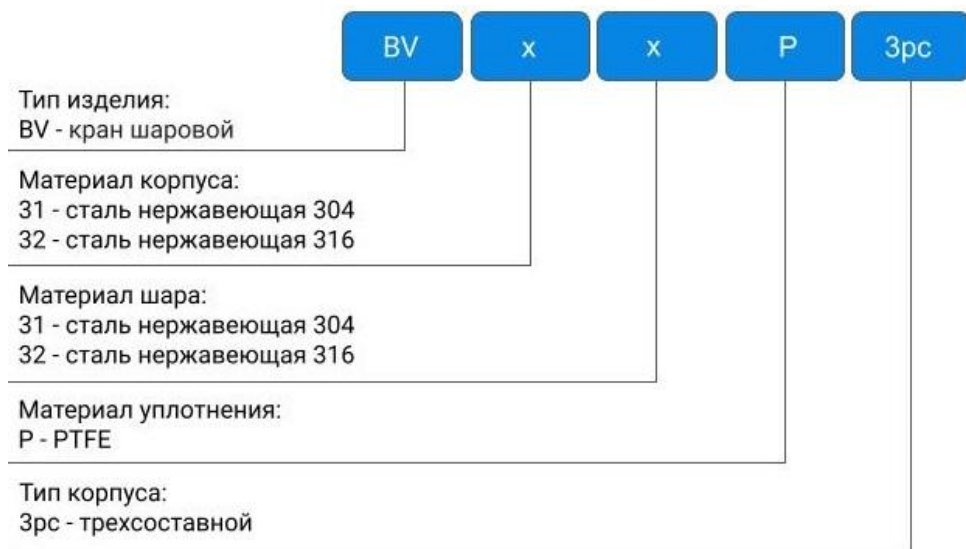 BV x x P 3pc
Тип изделия:
BV - кран шаровой
Материал корпуса:
31 - сталь нержавеющая 304
32 - сталь нержавеющая 316
Материал шара:
31 - сталь нержавеющая 304
32 - сталь нержавеющая 316
Материал уплотнения:
P - PTFE
Тип корпуса:
3pc - трехсоставной